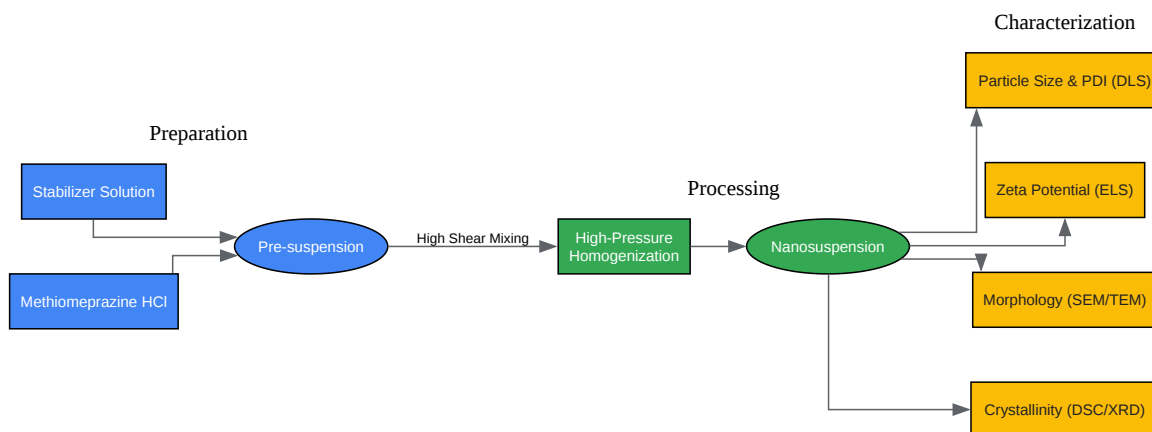 Preparation
Stabilizer Solution
Methiomeprazine HCl
Pre-suspension
High Shear Mixing
Processing
High-Pressure
Homogenization
Nanosuspension
Characterization
Particle Size & PDI (DLS)
Zeta Potential (ELS)
Morphology (SEM/TEM)
Crystallinity (DSC/XRD)